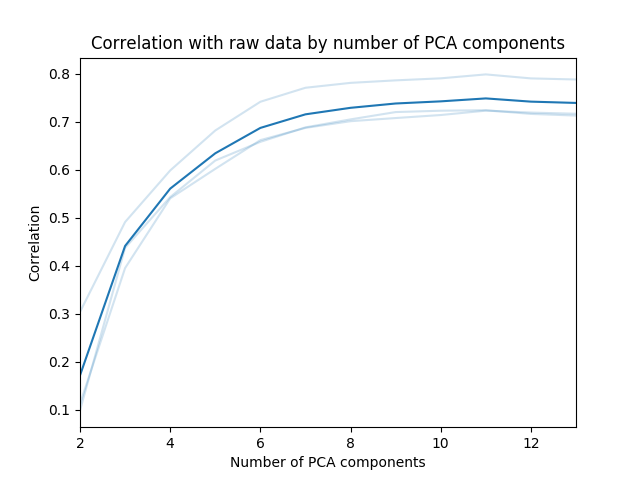 Correlation with raw data by number of PCA components
0.8
0.7
0.6
0.5
0.4
0.3
0.2
0.1
Correlation
2 4 6 8 10 12
Number of PCA components